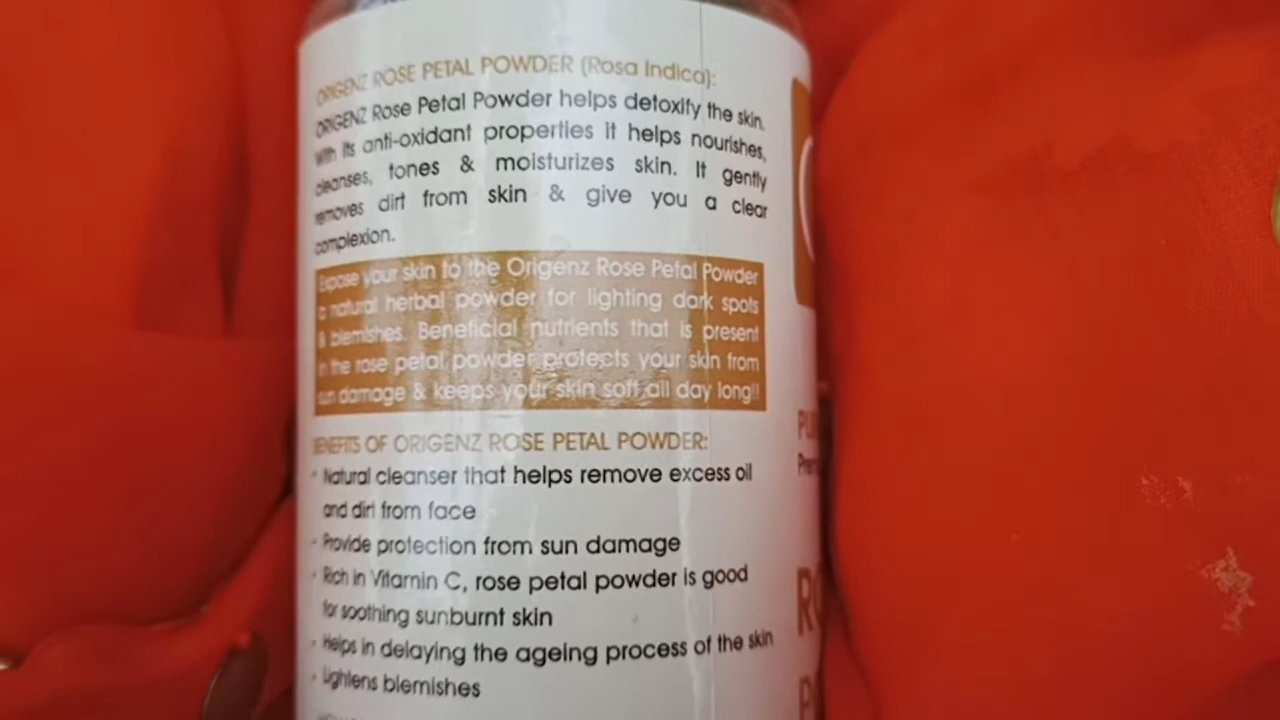 ORIGENZ ROSE PETAL POWDER (Rosa Indica):
ORIGENZ Rose Petal Powder helps detoxify the skin.
With its anti-oxidant properties it helps nourishes,
cleanses, tones & moisturizes skin. It gently
removes dirt from skin & give you a clear
complexion.
Expose your skin to the Origenz Rose Petal Powder
a natural herbal powder for lighting dark spots
& blemishes. Beneficial nutrients that is present
in the rose petal powder protects your skin from
sun damage & keeps your skin soft all day long!!
BENEFITS OF ORIGENZ ROSE PETAL POWDER:
· Natural cleanser that helps remove excess oil
and dirt from face
· Provide protection from sun damage
· Rich in Vitamin C, rose petal powder is good
for soothing sunburnt skin
· Helps in delaying the ageing process of the skin
· Lightens blemishes